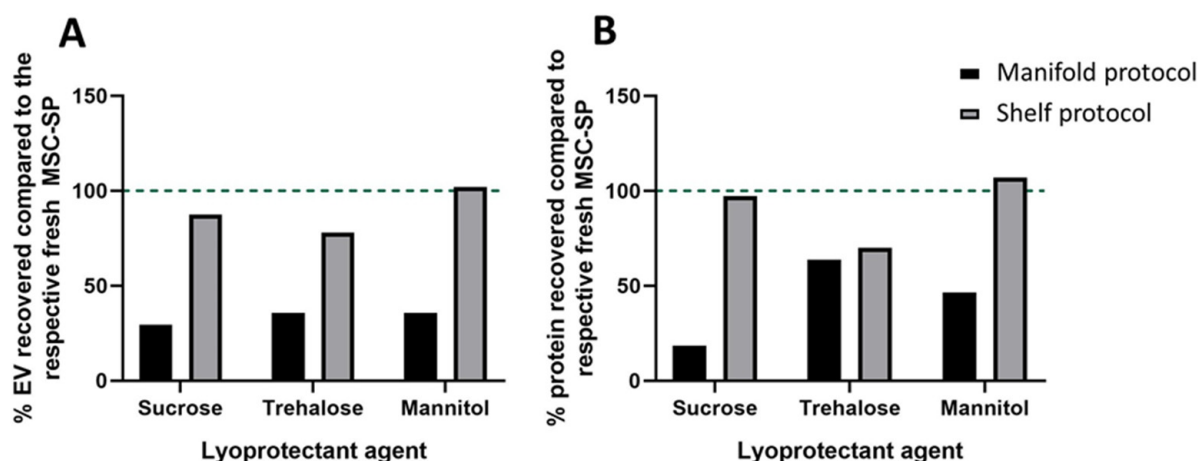 A
% EV recovered compared to the
respective fresh MSC-SP
150
100
50
0
Sucrose Trehalose Mannitol
Lyoprotectant agent
B
% protein recovered compared to
respective fresh MSC-SP
150
100
50
0
Sucrose Trehalose Mannitol
Lyoprotectant agent
Manifold protocol
Shelf protocol